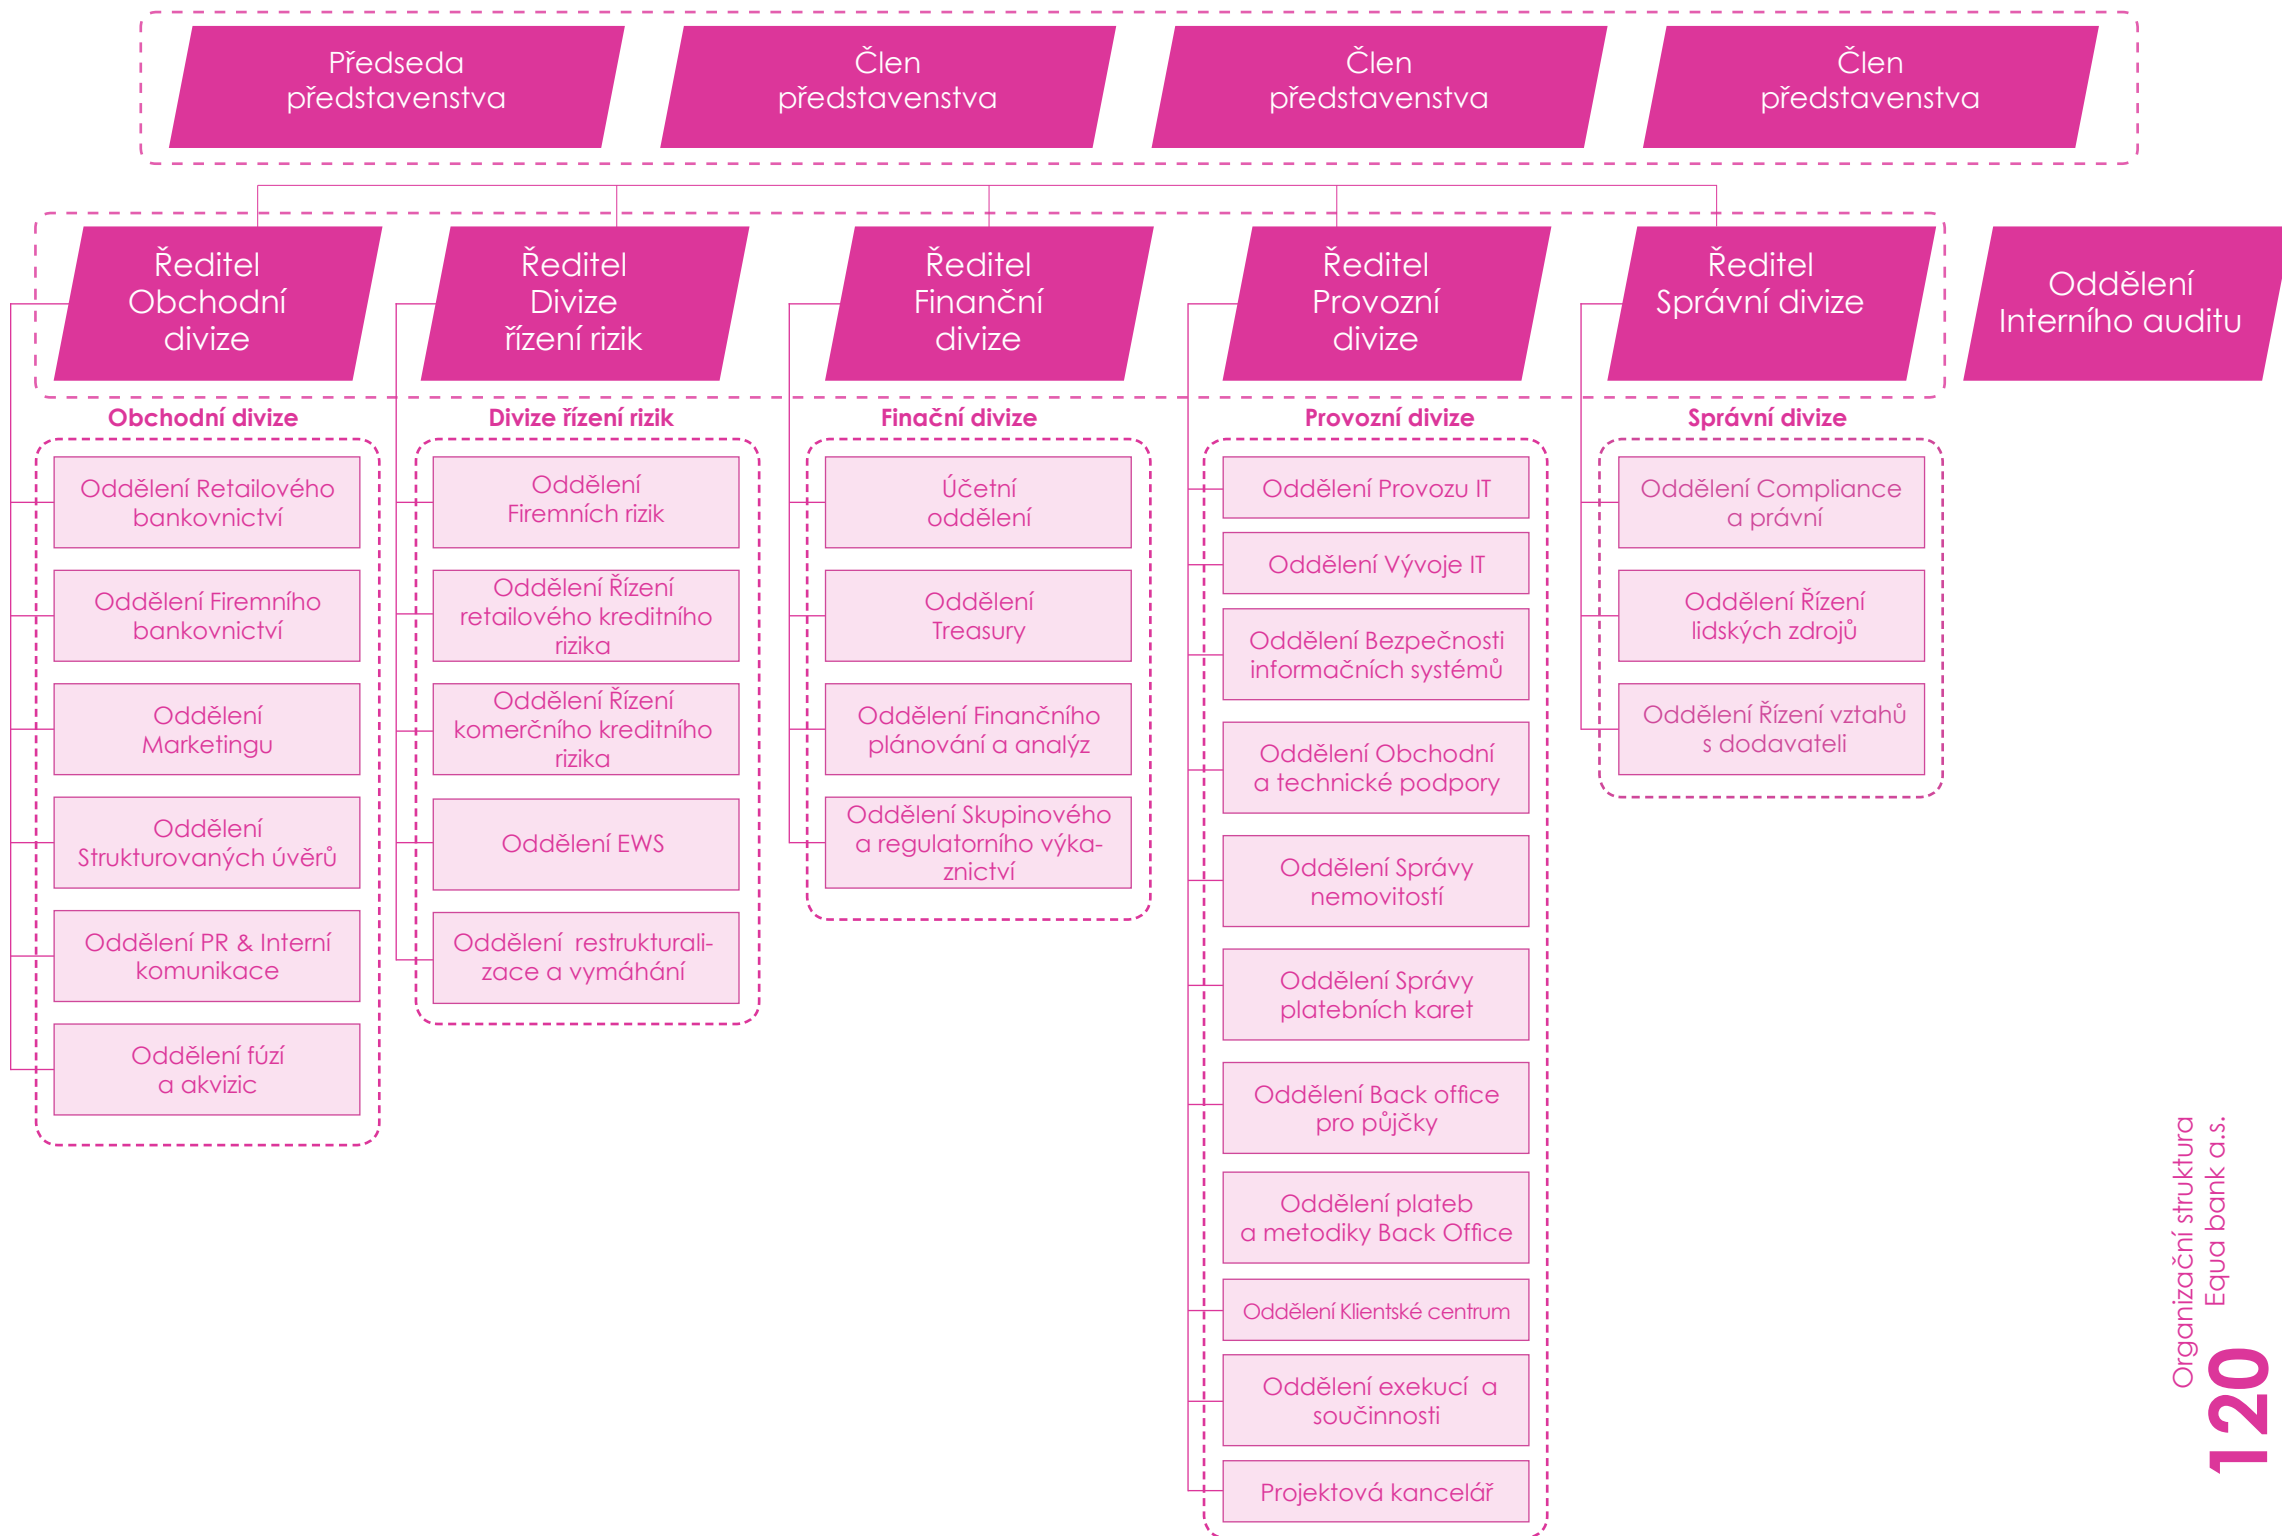 Předseda
představenstva
Člen
představenstva
Člen
představenstva
Člen
představenstva
Ředitel
Obchodní
divize
Ředitel
Divize
řízení rizik
Ředitel
Finanční
divize
Ředitel
Provozní
divize
Ředitel
Správní divize
Oddělení
Interního auditu
Obchodní divize
Oddělení Retailového
bankovnictví
Oddělení Firemního
bankovnictví
Oddělení
Marketingu
Oddělení
Strukturovaných úvěrů
Oddělení PR & Interní
komunikace
Oddělení fúzí
a akvizic
Divize řízení rizik
Oddělení
Firemních rizik
Oddělení Řízení
retailového kreditního
rizika
Oddělení Řízení
komerčního kreditního
rizika
Oddělení EWS
Oddělení restrukturali-
zace a vymáhání
Finační divize
Účetní
oddělení
Oddělení
Treasury
Oddělení Finančního
plánování a analýz
Oddělení Skupinového
a regulatorního výka-
znictví
Provozní divize
Oddělení Provozu IT
Oddělení Vývoje IT
Oddělení Bezpečnosti
informačních systémů
Oddělení Obchodní
a technické podpory
Oddělení Správy
nemovitostí
Oddělení Správy
platebních karet
Oddělení Back office
pro půjčky
Oddělení plateb
a metodiky Back Office
Oddělení Klientské centrum
Oddělení exekucí a
součinnosti
Projektová kancelář
Správní divize
Oddělení Compliance
a právní
Oddělení Řízení
lidských zdrojů
Oddělení Řízení vztahů
s dodavateli
Organizační struktura
Equa bank a.s.
120